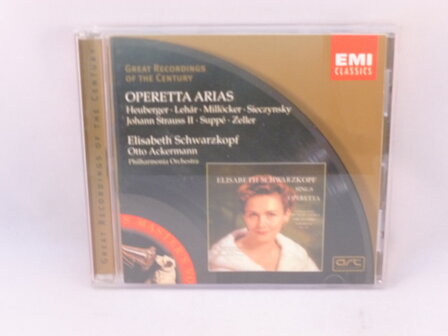 GREAT RECORDINGS OF THE CENTURY
GREAT RECORDINGS
OF THE CENTURY
EMI
CLASSICS
OPERETTA ARIAS
Heuberger · Lehár · Millöcker · Sieczynsky
Johann Strauss II · Suppé · Zeller
Elisabeth Schwarzkopf
Otto Ackermann
Philharmonia Orchestra
ELISABETH SCHWARZKOPF
SINGS
OPERETTA
art